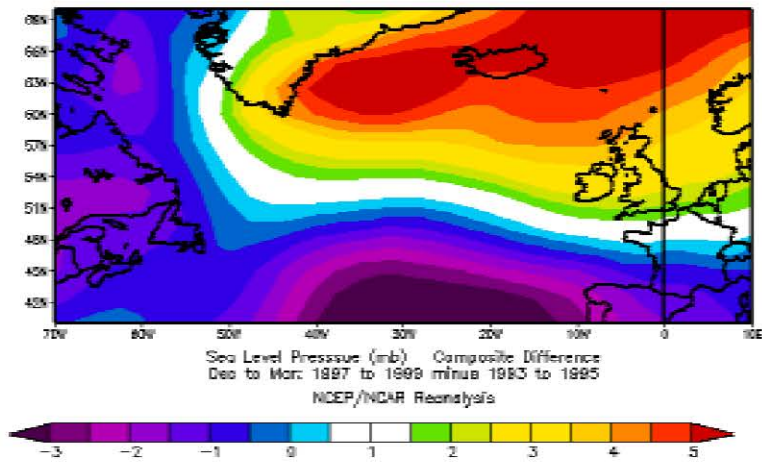 69N
66N
63N
60N
57N
54N
51N
48N
45N
42N
70W 60W 50W 40W 30W 20W 10W 0 10E
Sea Level Presssue (mb) Composite Difference
Dec to Mar: 1997 to 1999 minus 1993 to 1995
NCEP/NCAR Reanalysis
-3 -2 -1 0 1 2 3 4 5